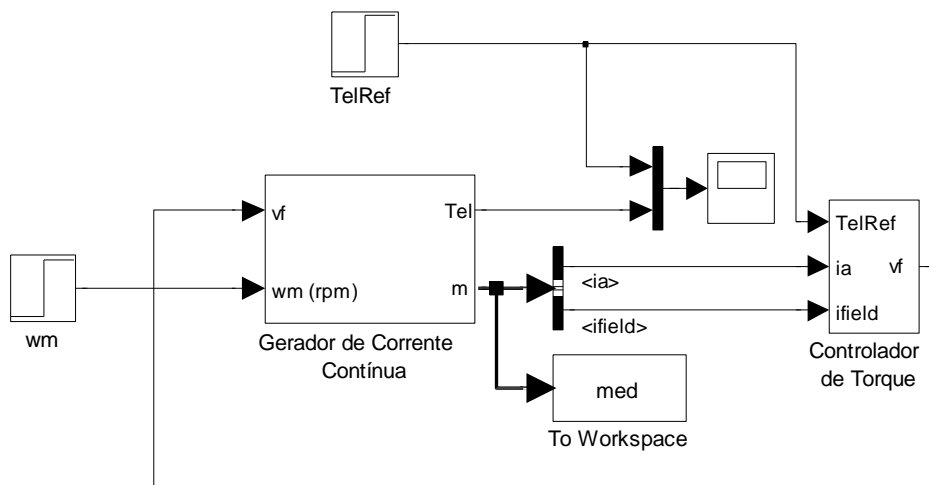 TelRef
vf
Tel
TelRef
wm (rpm)
m
<ia>
ia
vf
<ifield>
ifield
wm
Gerador de Corrente
Contínua
Controlador
de Torque
med
To Workspace